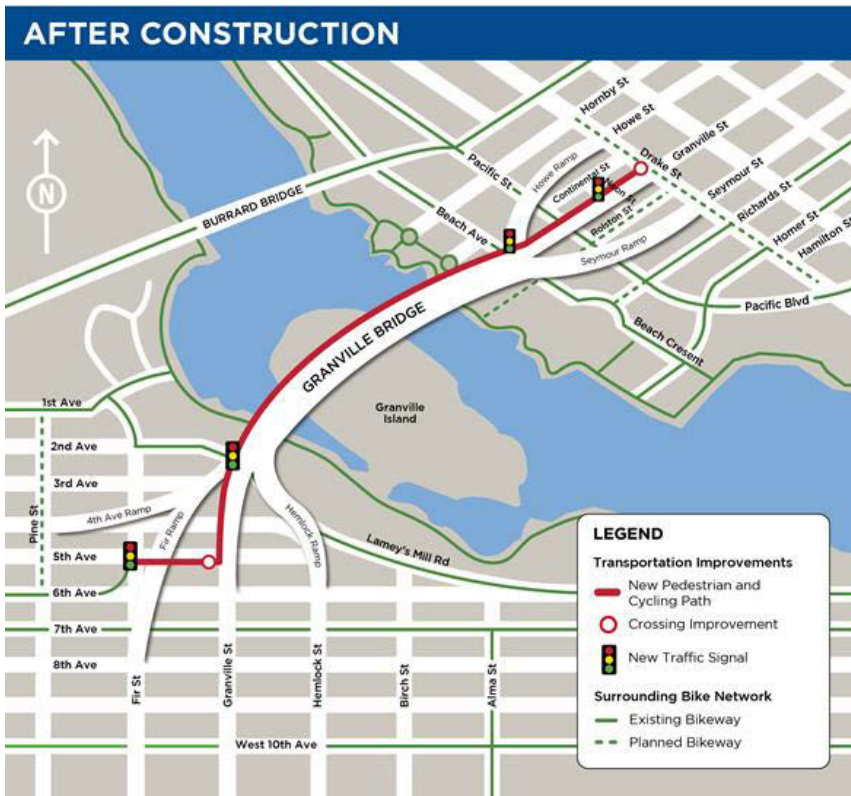 AFTER CONSTRUCTION
N
BURRARD BRIDGE
Hornby St
Howe St
Granville St
Drake St
Seymour St
Richards St
Homer St
Hamilton St
Pacific St
Howe Ramp
Continental St
Rolston St
Beach Ave
Seymour Ramp
Pacific Blvd
Beach Cresent
GRANVILLE BRIDGE
Granville
Island
1st Ave
2nd Ave
3rd Ave
4th Ave Ramp
Fir Ramp
Pine St
5th Ave
6th Ave
7th Ave
8th Ave
Hemlock Ramp
Lamey's Mill Rd
Fir St
Granville St
Hemlock St
Birch St
Alma St
West 10th Ave
LEGEND
Transportation Improvements
New Pedestrian and
Cycling Path
Crossing Improvement
New Traffic Signal
Surrounding Bike Network
Existing Bikeway
Planned Bikeway